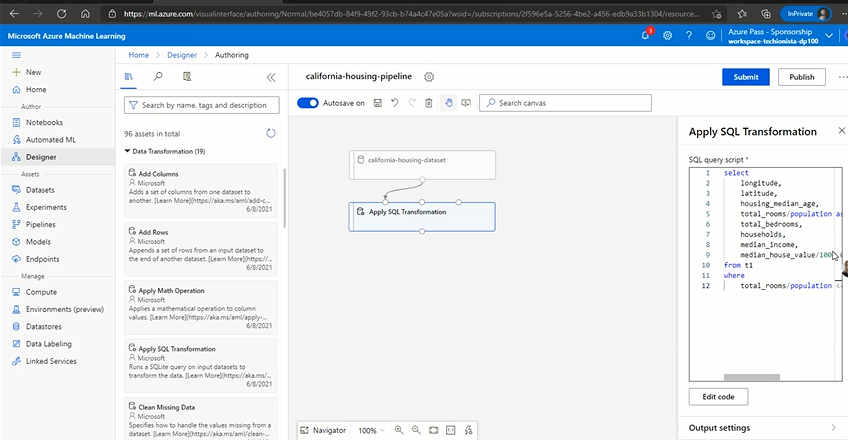 https://ml.azure.com/visualinterface/authoring/Normal/be4057db-84f9-49f2-93cb-b74a4c47e05a?wsid=/subscriptions/2f596e5a-5256-4be2-a456-edb9a33b1304/resource...
InPrivate
Microsoft Azure Machine Learning
3
Azure Pass - Sponsorship
workspace-techionista-dp100
New
Home
Author
Notebooks
Automated ML
Designer
Assets
Datasets
Experiments
Pipelines
Models
Endpoints
Manage
Compute
Environments (preview)
Datastores
Data Labeling
Linked Services
Home > Designer > Authoring
Search by name, tags and description
96 assets in total
Data Transformation (19)
Add Columns
Microsoft
Adds a set of columns from one dataset to
another. [Learn More](https://aka.ms/aml/add-c...
6/8/2021
Add Rows
Microsoft
Appends a set of rows from an input dataset to
the end of another dataset. [Learn More](https:/...
6/8/2021
Apply Math Operation
Microsoft
Applies a mathematical operation to column
values. [Learn More](https://aka.ms/aml/apply-...
6/8/2021
Apply SQL Transformation
Microsoft
Runs a SQLite query on input datasets to
transform the data. [Learn More](https://aka.ms/...
6/8/2021
Clean Missing Data
Microsoft
Specifies how to handle the values missing from a
dataset. [Learn More](https://aka.ms/aml/clean-...
california-housing-pipeline
Submit
Publish
Autosave on
Search canvas
california-housing-dataset
Apply SQL Transformation
Navigator
100%
Apply SQL Transformation
SQL query script *
1 select
2 longitude,
3 latitude,
4 housing_median_age,
5 total_rooms/population as
6 total_bedrooms,
7 households,
8 median_income,
9 median_house_value/100
10 from t1
11 where
12 total_rooms/population <
Edit code
Output settings